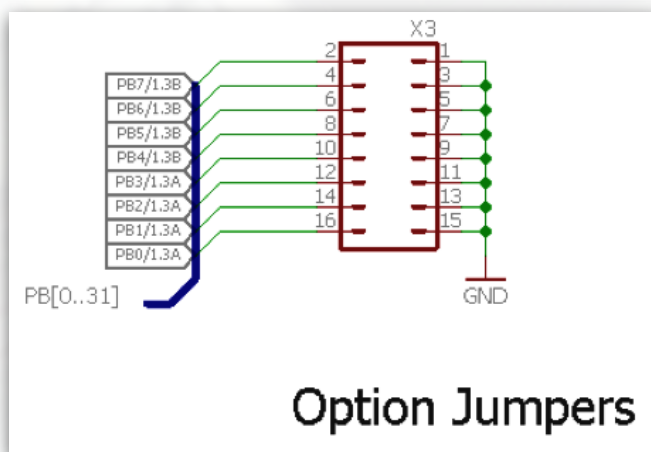 X3
2 1
PB7/1.3B 4 3
PB6/1.3B 6 5
PB5/1.3B 8 7
PB4/1.3B 10 9
PB3/1.3A 12 11
PB2/1.3A 14 13
PB1/1.3A 16 15
PB0/1.3A
PB[0..31]
GND
Option Jumpers